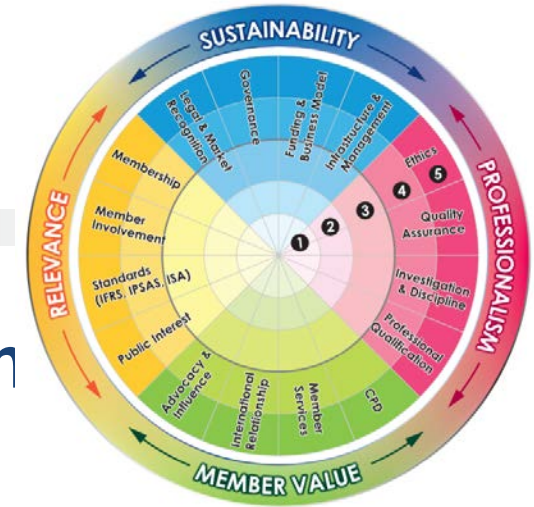 SUSTAINABILITY
Legal & Market
Recognition
Governance
Funding &
Business Model
Infrastructure &
Management
PROFESSIONALISM
Ethics
Quality
Assurance
Investigation
& Discipline
Professional
Qualification
1 2 3 4 5
RELEVANCE
Membership
Member
Involvement
Standards
(IFRS, IPSAS, ISA)
Public Interest
Advocacy &
Influence
International
Relationship
Member
Services
CPD
MEMBER VALUE